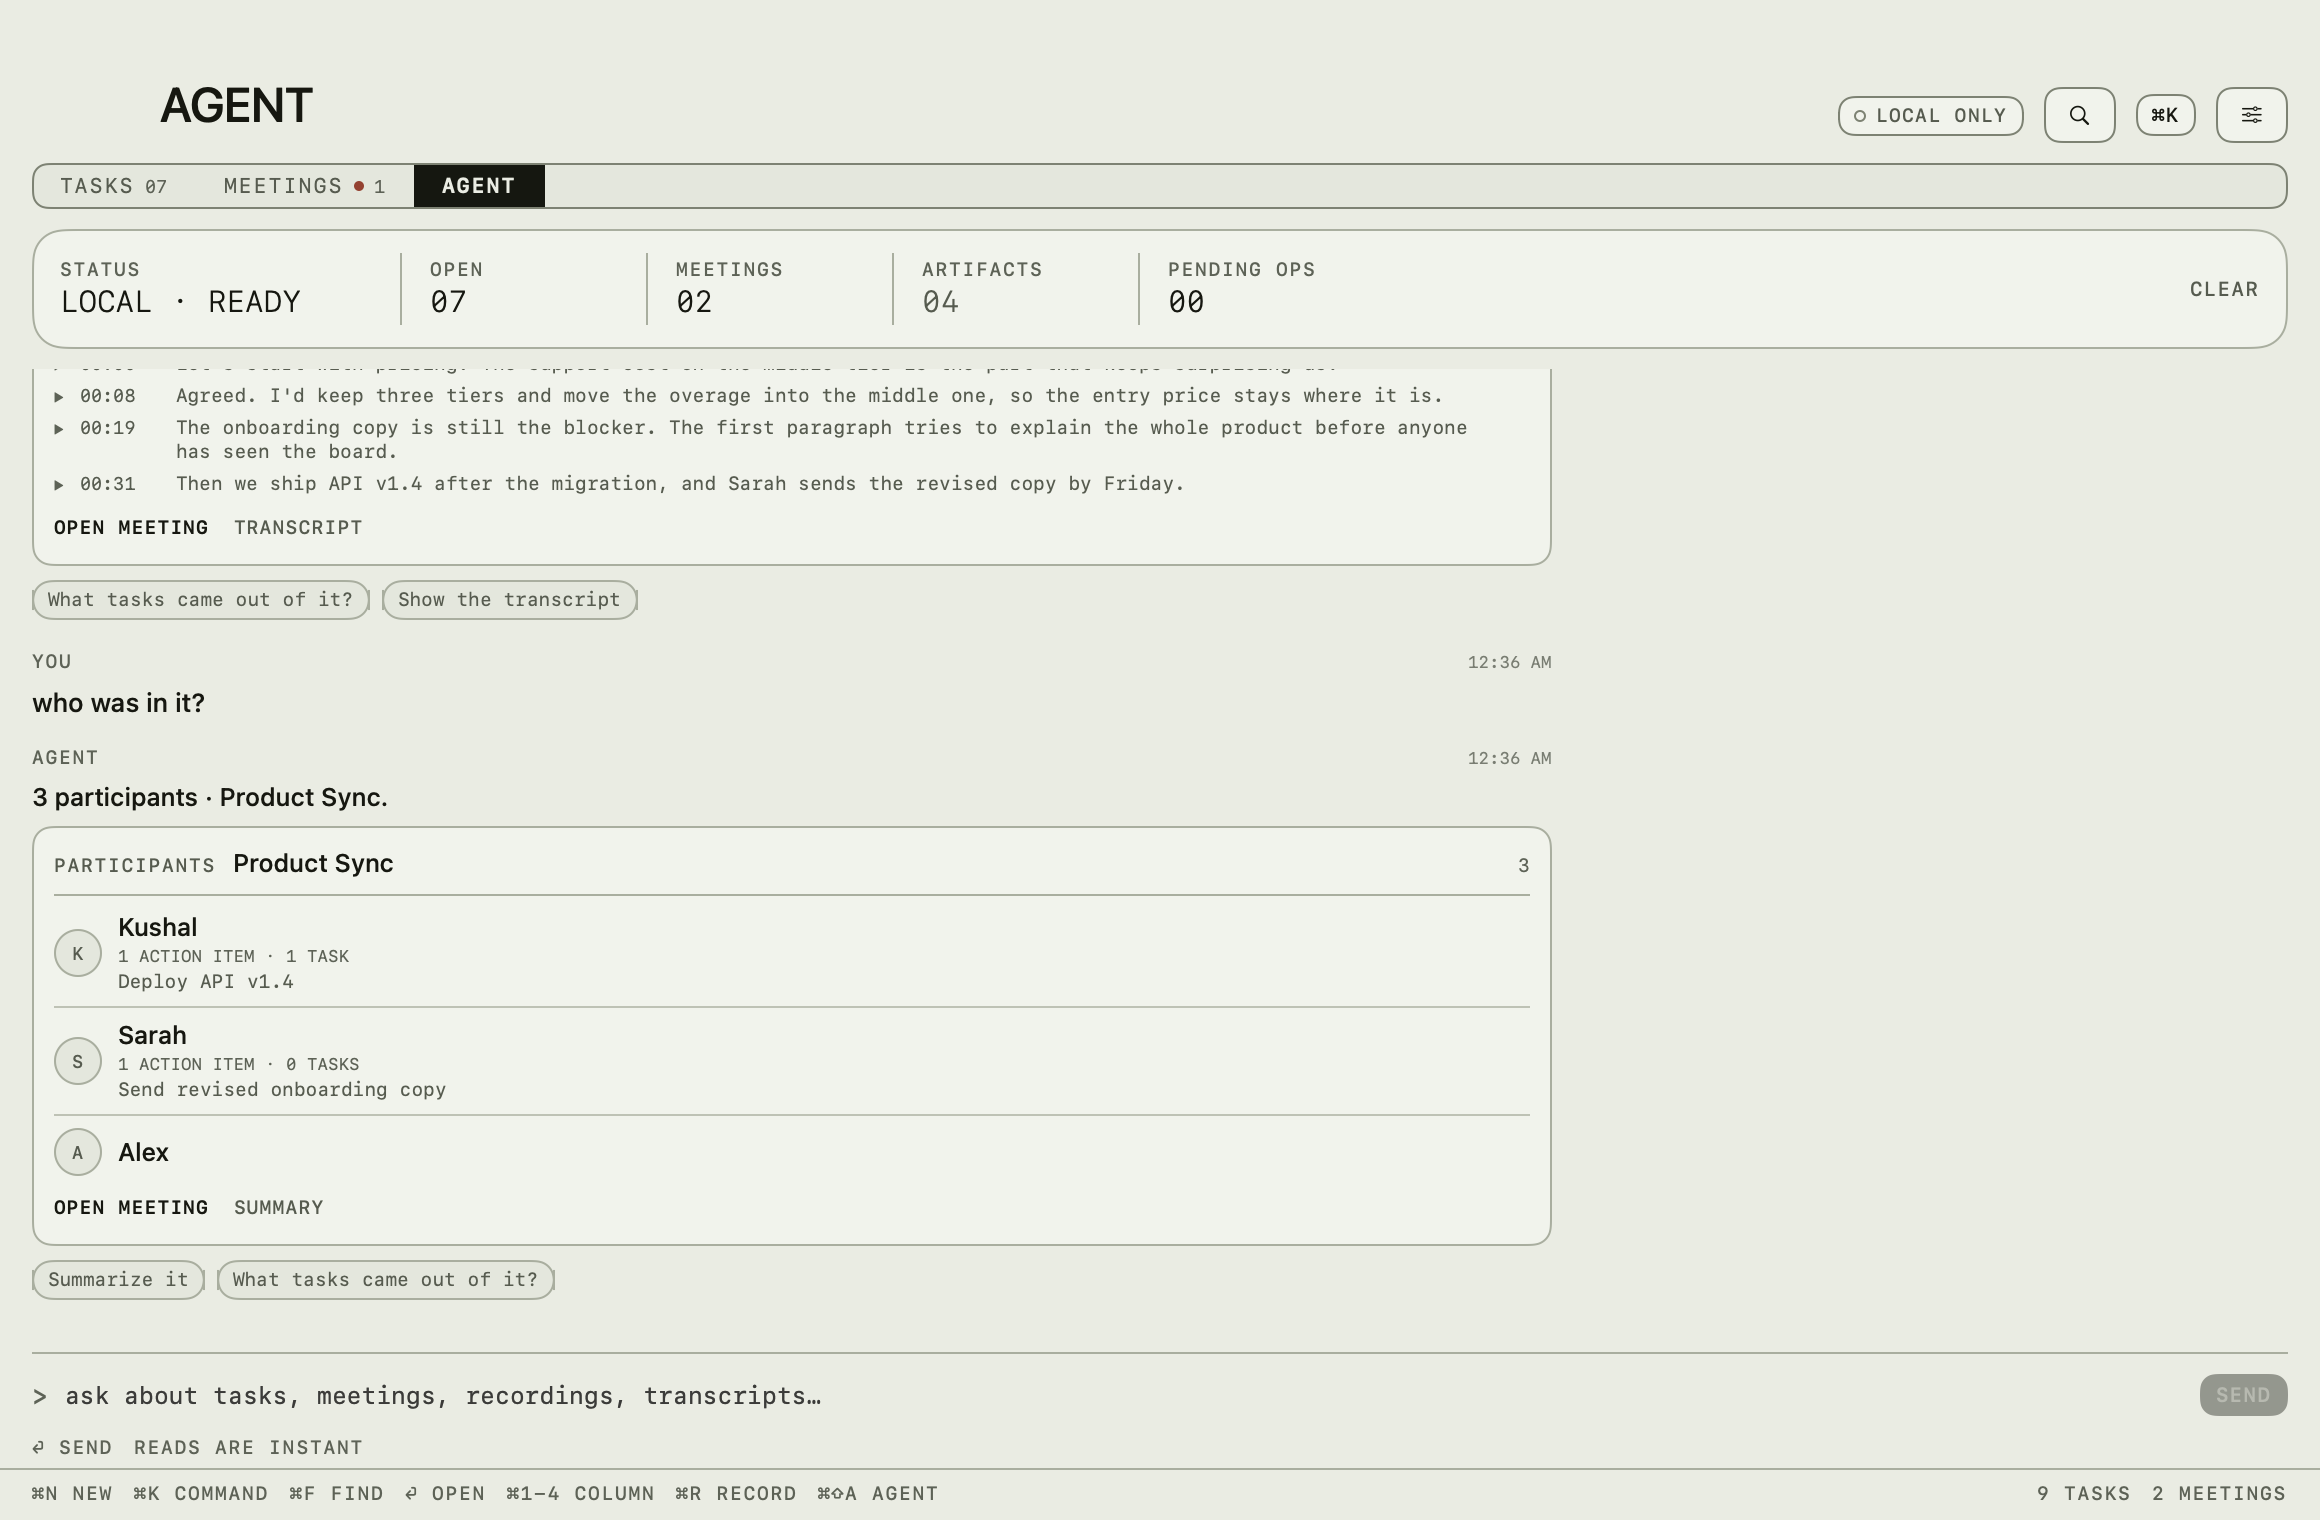 AGENT
LOCAL ONLY
⌘K
TASKS 07 MEETINGS 1 AGENT
STATUS OPEN MEETINGS ARTIFACTS PENDING OPS
LOCAL · READY 07 02 04 00
CLEAR
▶ 00:08 Agreed. I'd keep three tiers and move the overage into the middle one, so the entry price stays where it is.
▶ 00:19 The onboarding copy is still the blocker. The first paragraph tries to explain the whole product before anyone
has seen the board.
▶ 00:31 Then we ship API v1.4 after the migration, and Sarah sends the revised copy by Friday.
OPEN MEETING TRANSCRIPT
What tasks came out of it? Show the transcript
YOU 12:36 AM
who was in it?
AGENT 12:36 AM
3 participants · Product Sync.
PARTICIPANTS Product Sync 3
K Kushal
1 ACTION ITEM · 1 TASK
Deploy API v1.4
S Sarah
1 ACTION ITEM · 0 TASKS
Send revised onboarding copy
A Alex
OPEN MEETING SUMMARY
Summarize it What tasks came out of it?
> ask about tasks, meetings, recordings, transcripts…
SEND
⏎ SEND READS ARE INSTANT
⌘N NEW ⌘K COMMAND ⌘F FIND ⏎ OPEN ⌘1–4 COLUMN ⌘R RECORD ⌘⇧A AGENT 9 TASKS 2 MEETINGS